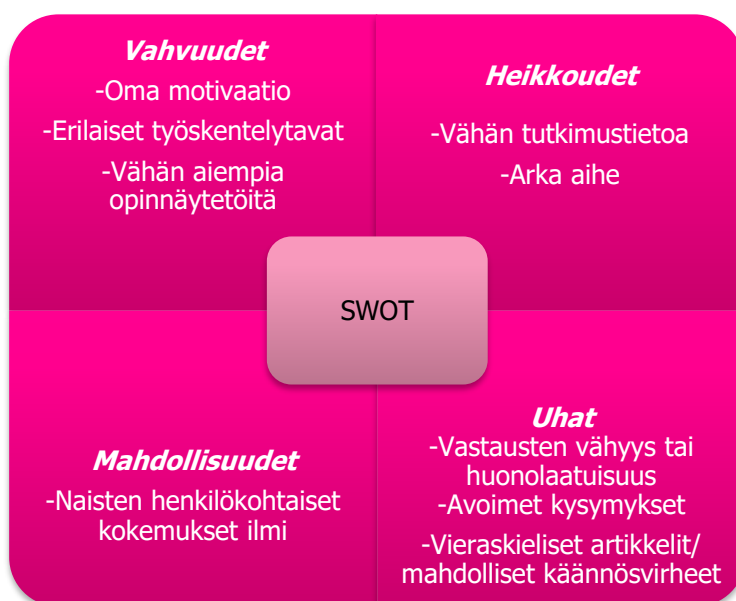 Vahvuudet
-Oma motivaatio
-Erilaiset työskentelytavat
-Vähän aiempia
opinnäytetöitä
Heikkoudet
-Vähän tutkimustietoa
-Arka aihe
SWOT
Mahdollisuudet
-Naisten henkilökohtaiset
kokemukset ilmi
Uhat
-Vastausten vähyys tai
huonolaatuisuus
-Avoimet kysymykset
-Vieraskieliset artikkelit/
mahdolliset käännösvirheet